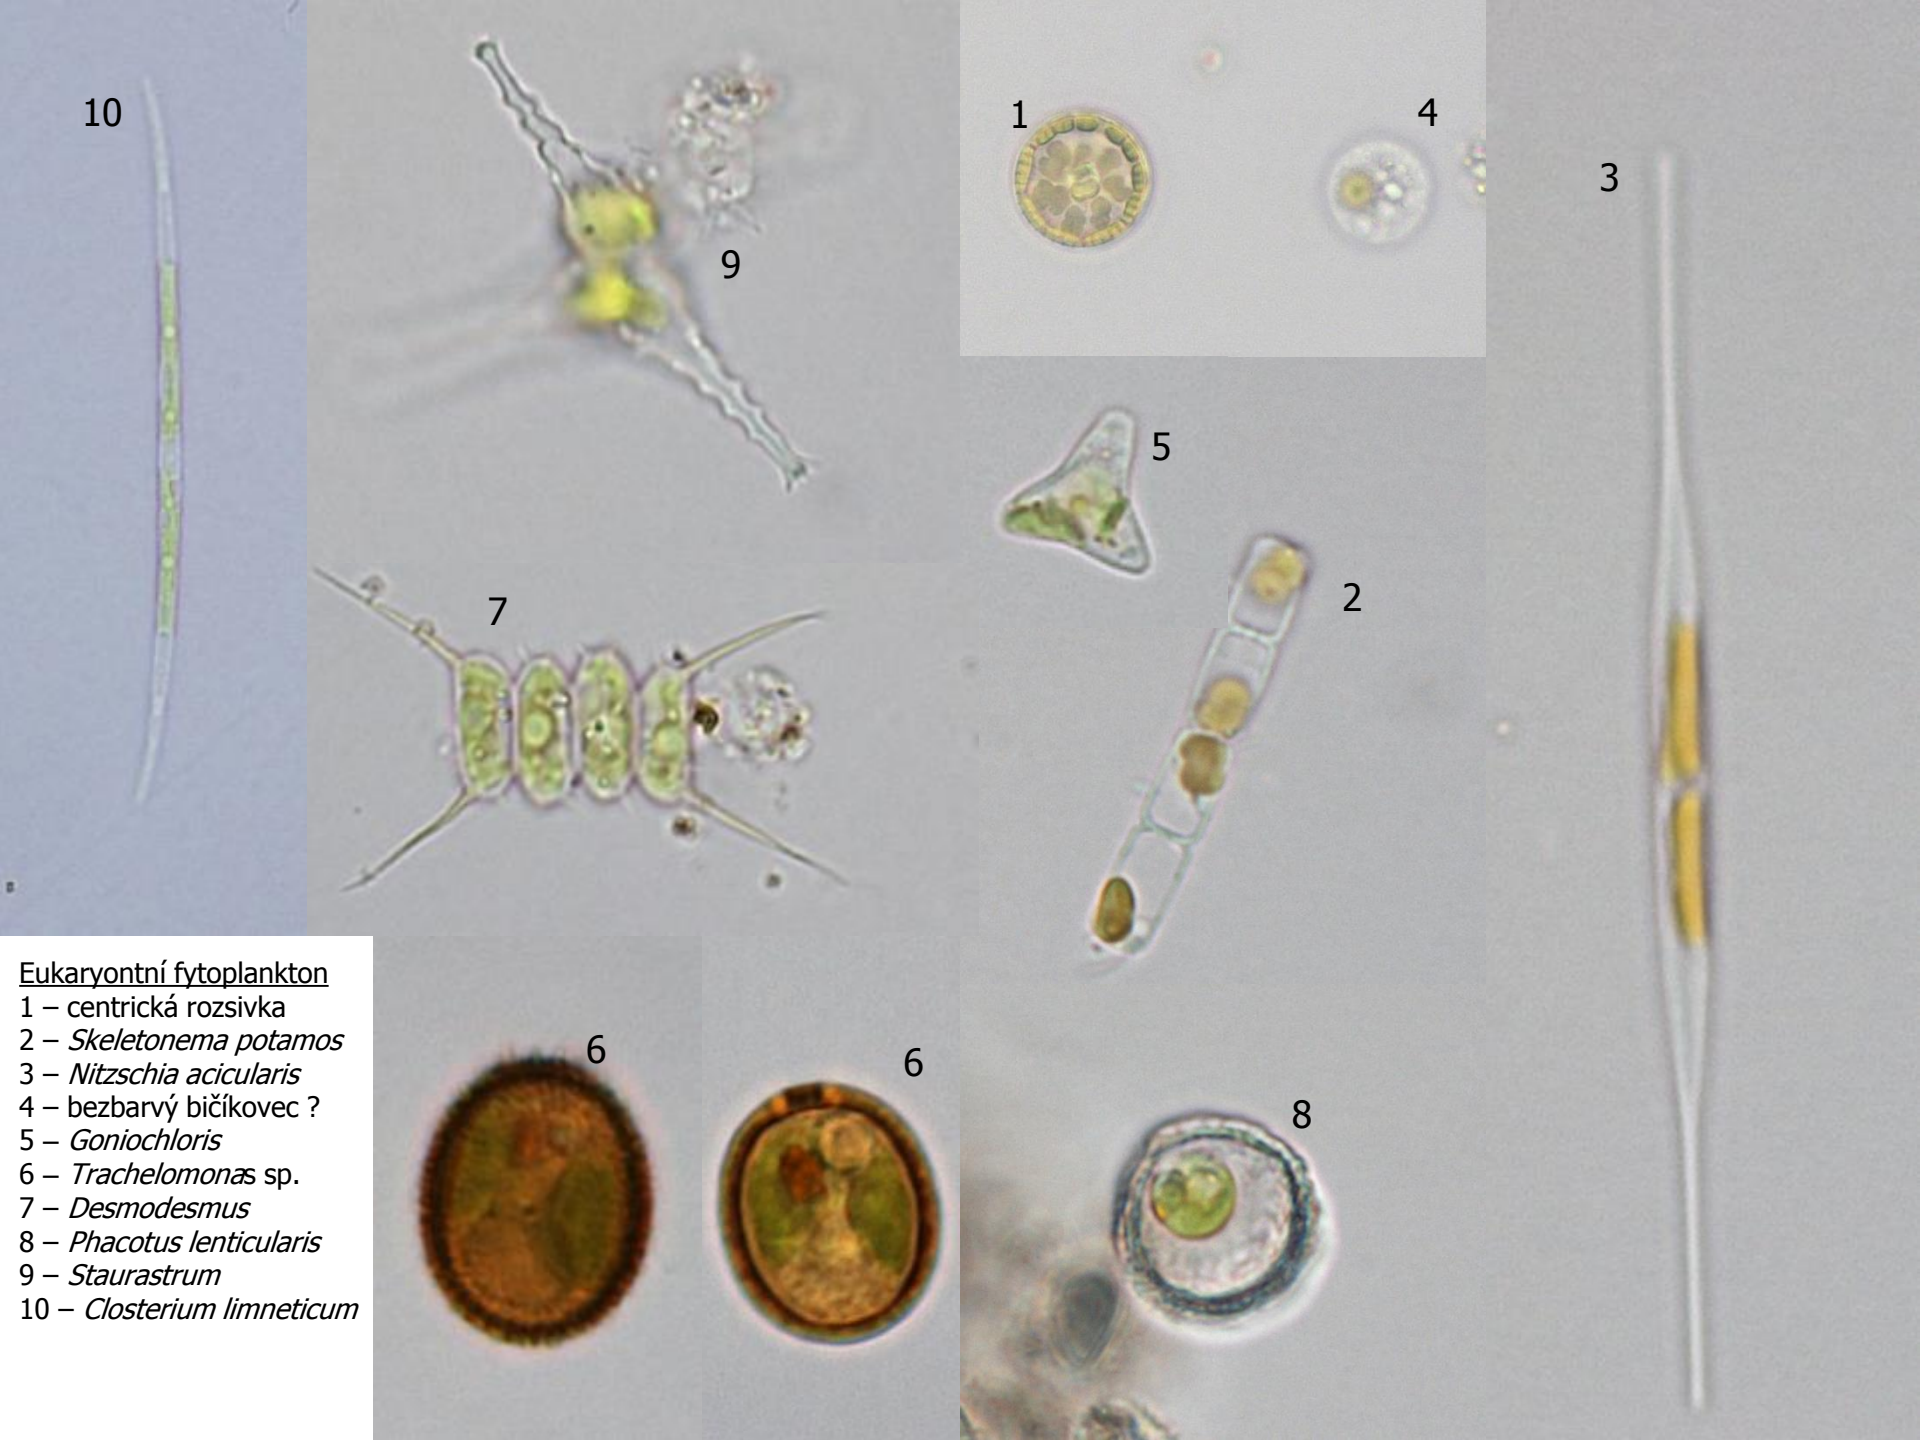 10
1
4
3
9
5
2
7
Eukaryontní fytoplankton
1 – centrická rozsivka
2 – Skeletonema potamos
3 – Nitzschia acicularis
4 – bezbarvý bičíkovec ?
5 – Goniochloris
6 – Trachelomonas sp.
7 – Desmodesmus
8 – Phacotus lenticularis
9 – Staurastrum
10 – Closterium limneticum
6
6
8